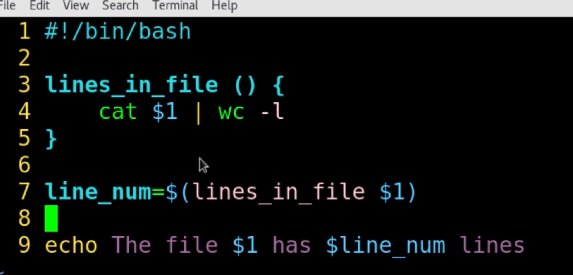 File Edit View Search Terminal Help
1 #!/bin/bash
2
3 lines_in_file () {
4     cat $1 | wc -l
5 }
6
7 line_num=$(lines_in_file $1)
8
9 echo The file $1 has $line_num lines